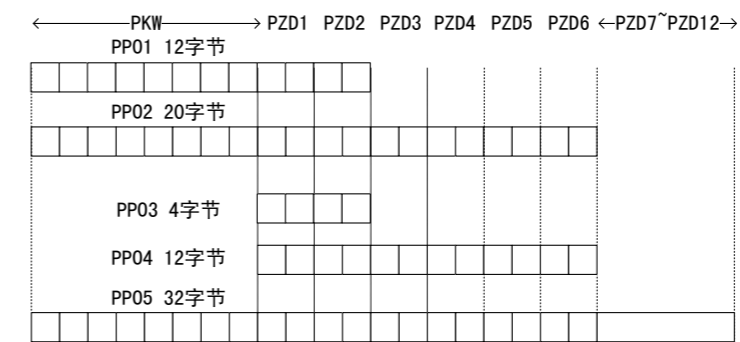 PKW PZD1 PZD2 PZD3 PZD4 PZD5 PZD6 PZD7~PZD12
PPO1 12字节
PPO2 20字节
PPO3 4字节
PPO4 12字节
PPO5 32字节